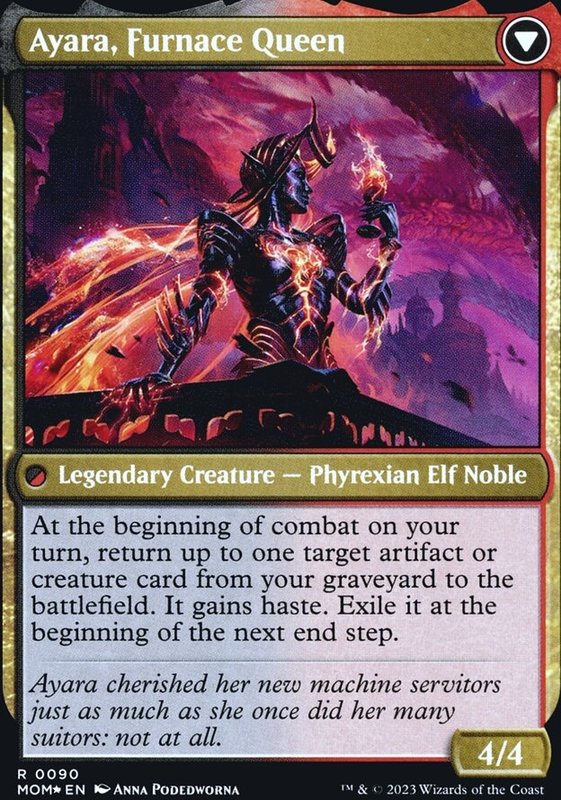 Ayara, Furnace Queen
Legendary Creature — Phyrexian Elf Noble
At the beginning of combat on your
turn, return up to one target artifact or
creature card from your graveyard to the
battlefield. It gains haste. Exile it at the
beginning of the next end step.
Ayara cherished her new machine servitors
just as much as she once did her many
suitors: not at all.
4/4
R 0090
MOM★EN Anna Podedworna
™ & © 2023 Wizards of the Coast